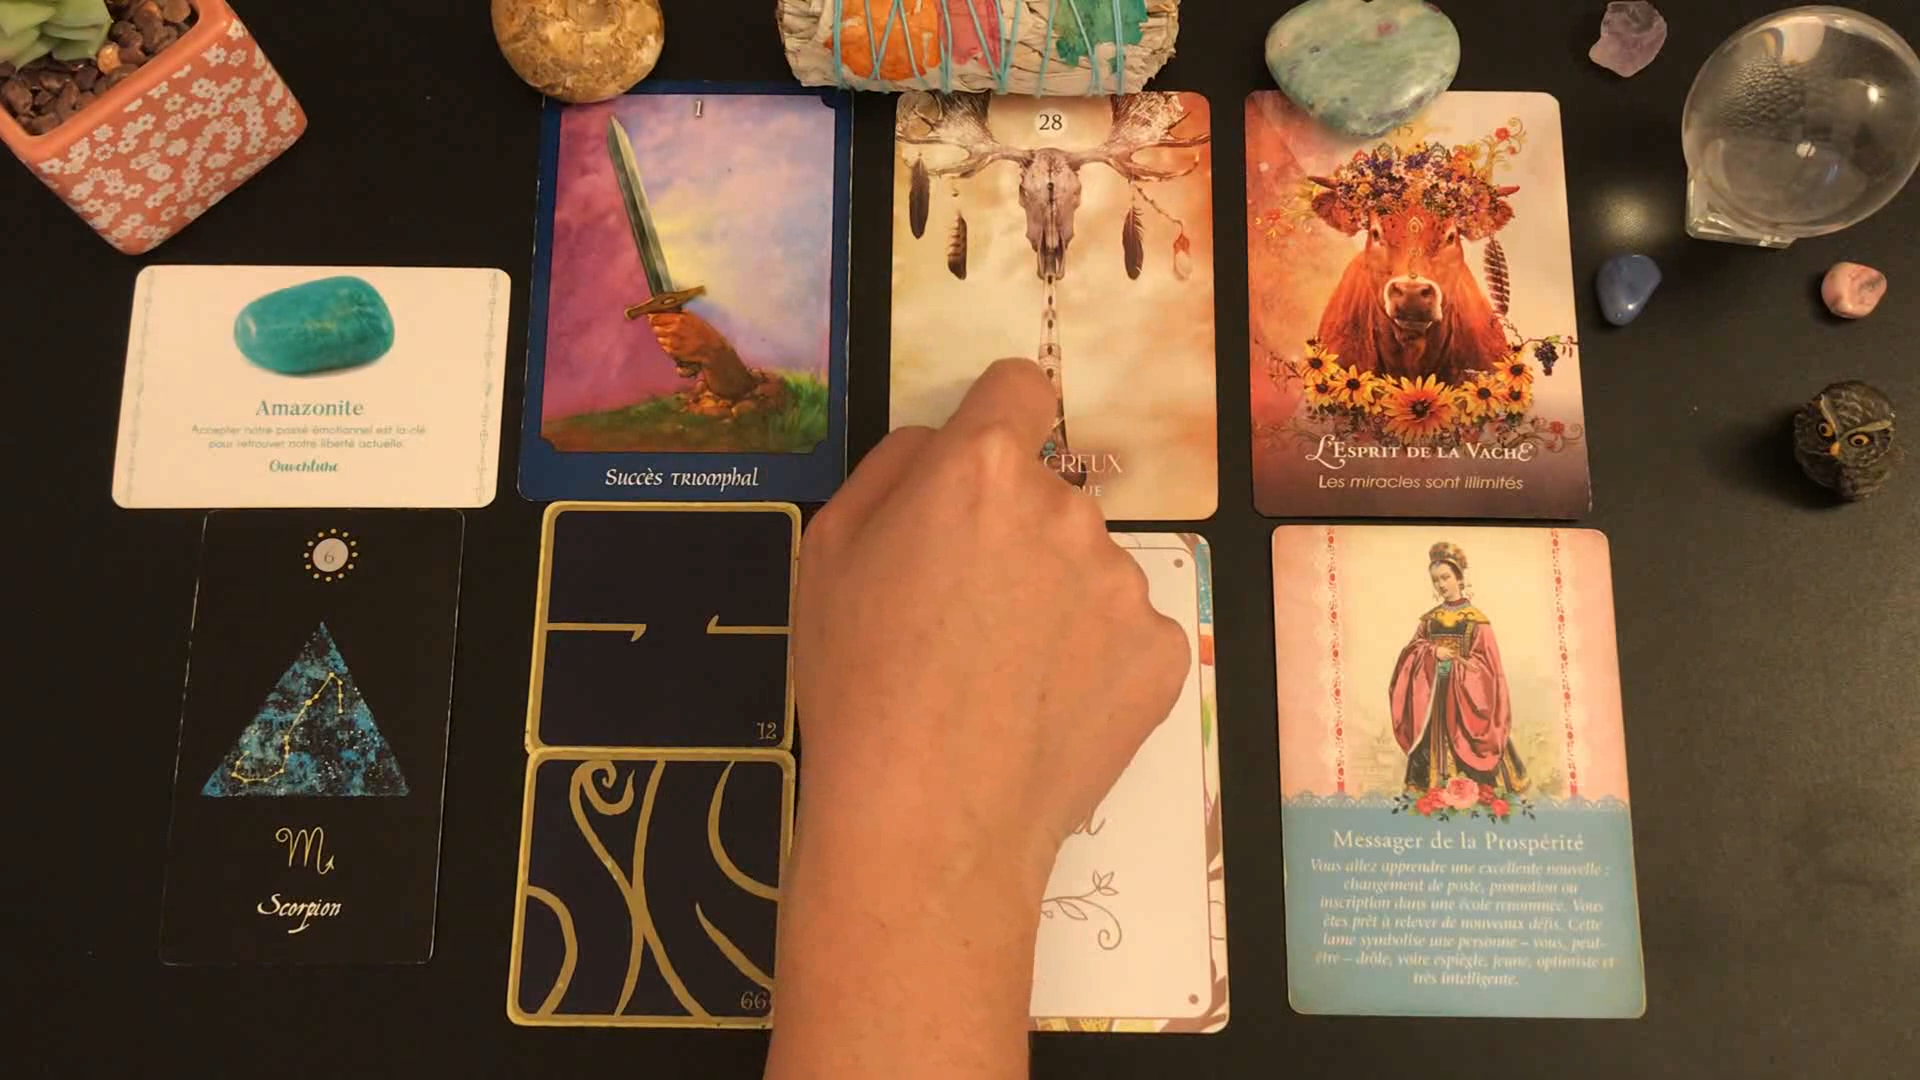 Amazonite
Accepter notre passé émotionnel est la clé
pour retrouver notre liberté actuelle.
Ouverture
1
Succès triomphal
28
CREUX
QUE
L'Esprit de la Vache
Les miracles sont illimités
6
Scorpion
12
66
Messager de la Prospérité
Vous allez apprendre une excellente nouvelle :
changement de poste, promotion ou
inscription dans une école renommée. Vous
êtes prêt à relever de nouveaux défis. Cette
lame symbolise une personne – vous, peut-
être – drôle, voire espiègle, jeune, optimiste et
très intelligente.